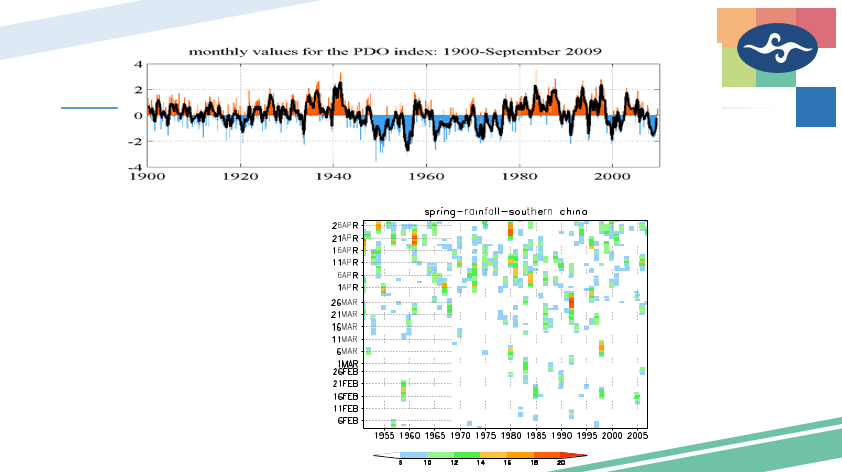 monthly values for the PDO index: 1900-September 2009
4
2
0
-2
-4
1900 1920 1940 1960 1980 2000
spring-rainfall-southern china
26APR
21APR
16APR
11APR
6APR
1APR
26MAR
21MAR
16MAR
11MAR
6MAR
1MAR
26FEB
21FEB
16FEB
11FEB
6FEB
1955 1960 1965 1970 1975 1980 1985 1990 1995 2000 2005
8 10 12 14 16 18 20